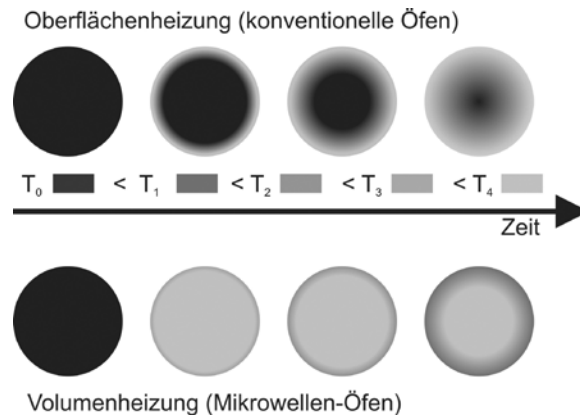 Oberflächenheizung (konventionelle Öfen)
T₀ < T₁ < T₂ < T₃ < T₄
Zeit
Volumenheizung (Mikrowellen-Öfen)